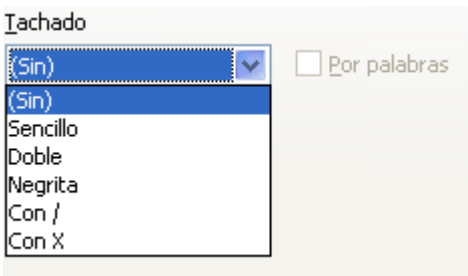 Tachado
(Sin)
Por palabras
(Sin)
Sencillo
Doble
Negrita
Con /
Con X